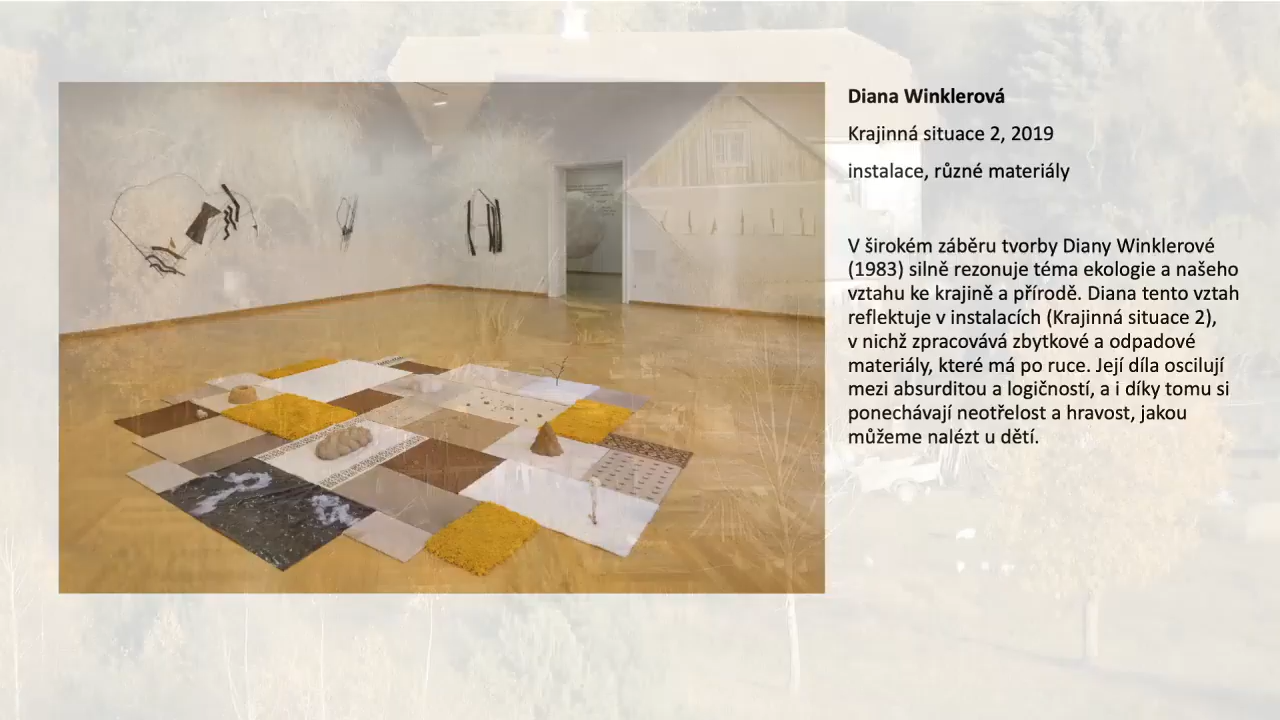 Diana Winklerová
Krajinná situace 2, 2019
instalace, různé materiály
V širokém záběru tvorby Diany Winklerové
(1983) silně rezonuje téma ekologie a našeho
vztahu ke krajině a přírodě. Diana tento vztah
reflektuje v instalacích (Krajinná situace 2),
v nichž zpracovává zbytkové a odpadové
materiály, které má po ruce. Její díla oscilují
mezi absurditou a logičností, a i díky tomu si
ponechávají neotřelost a hravost, jakou
můžeme nalézt u dětí.